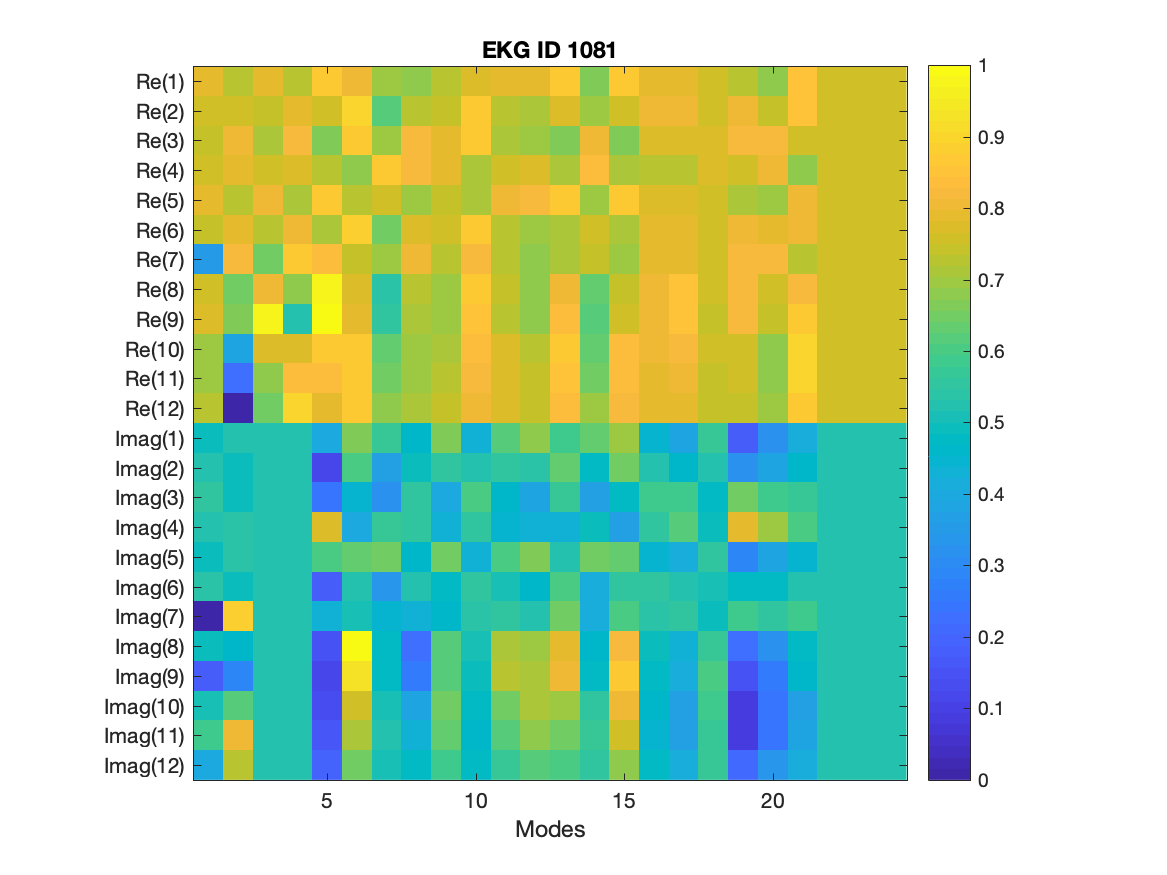 EKG ID 1081
Re(1)
Re(2)
Re(3)
Re(4)
Re(5)
Re(6)
Re(7)
Re(8)
Re(9)
Re(10)
Re(11)
Re(12)
Imag(1)
Imag(2)
Imag(3)
Imag(4)
Imag(5)
Imag(6)
Imag(7)
Imag(8)
Imag(9)
Imag(10)
Imag(11)
Imag(12)
5 10 15 20
Modes
1
0.9
0.8
0.7
0.6
0.5
0.4
0.3
0.2
0.1
0